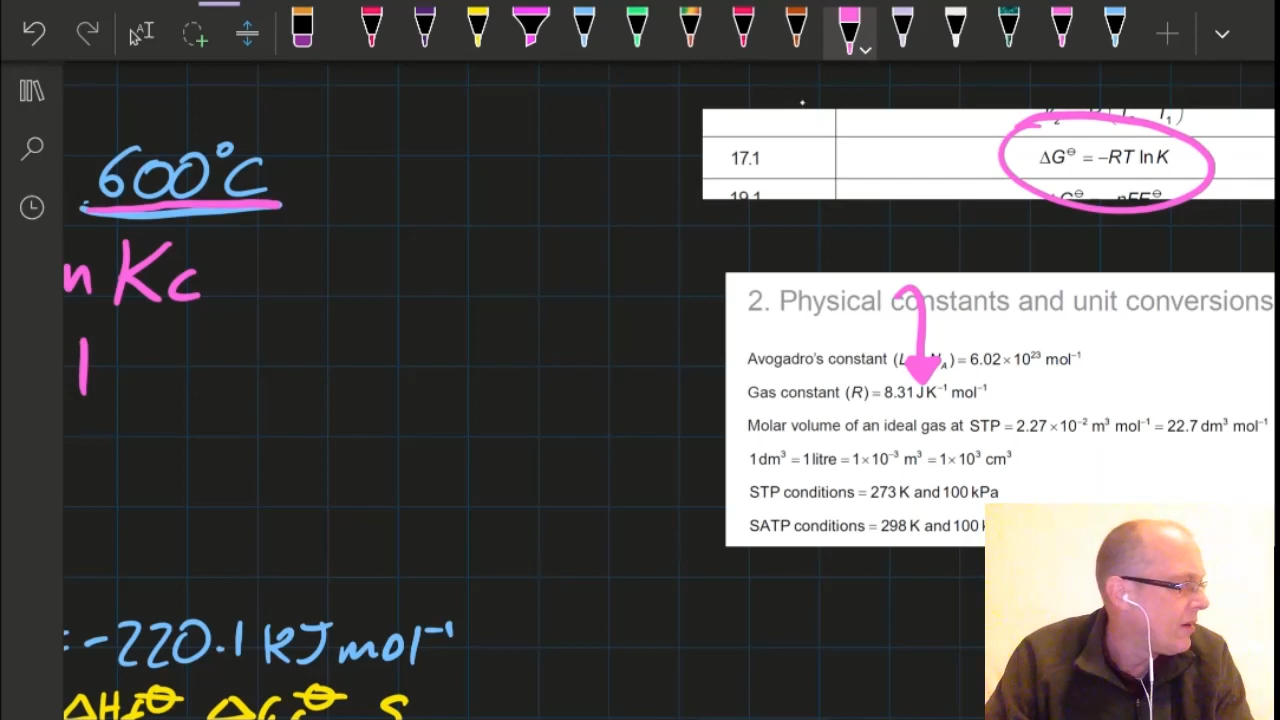 600°C
n Kc
17.1 ΔG⦵ = –RT ln K
19.1
2. Physical constants and unit conversions
Avogadro's constant (L = 6.02 × 10²³ mol⁻¹
Gas constant (R) = 8.31 J K⁻¹ mol⁻¹
Molar volume of an ideal gas at STP = 2.27 × 10⁻² m³ mol⁻¹ = 22.7 dm³ mol⁻¹
1 dm³ = 1 litre = 1 × 10⁻³ m³ = 1 × 10³ cm³
STP conditions = 273 K and 100 kPa
SATP conditions = 298 K and 100
= -220.1 kJ mol⁻¹